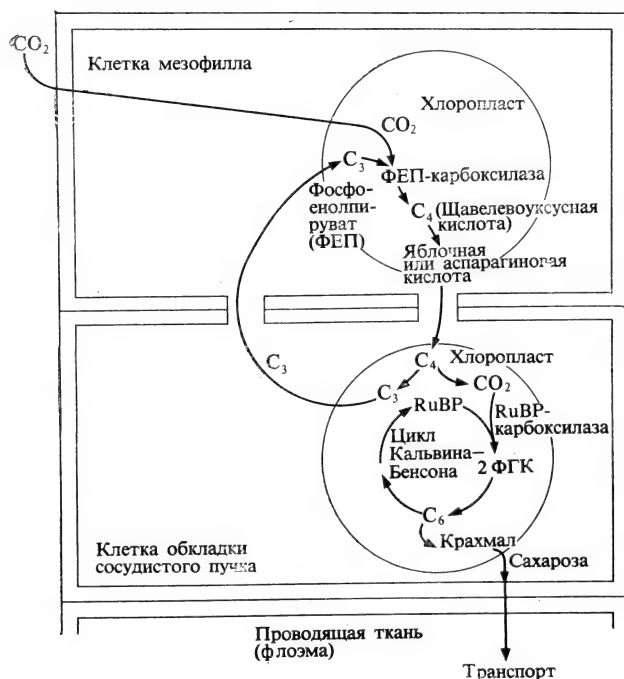 CO₂
Клетка мезофилла
Хлоропласт
CO₂
C₃
ФЕП-карбоксилаза
Фосфо-
енолпи-
руват
(ФЕП)
C₄ (Щавелевоуксусная
кислота)
Яблочная
или аспарагиновая
кислота
C₃
C₄
Хлоропласт
C₃
CO₂
RuBP
RuBP-
карбоксилаза
Цикл
Кальвина—
Бенсона
2 ФГК
C₆
Крахмал
Сахароза
Клетка обкладки
сосудистого пучка
Проводящая ткань
(флоэма)
Транспорт